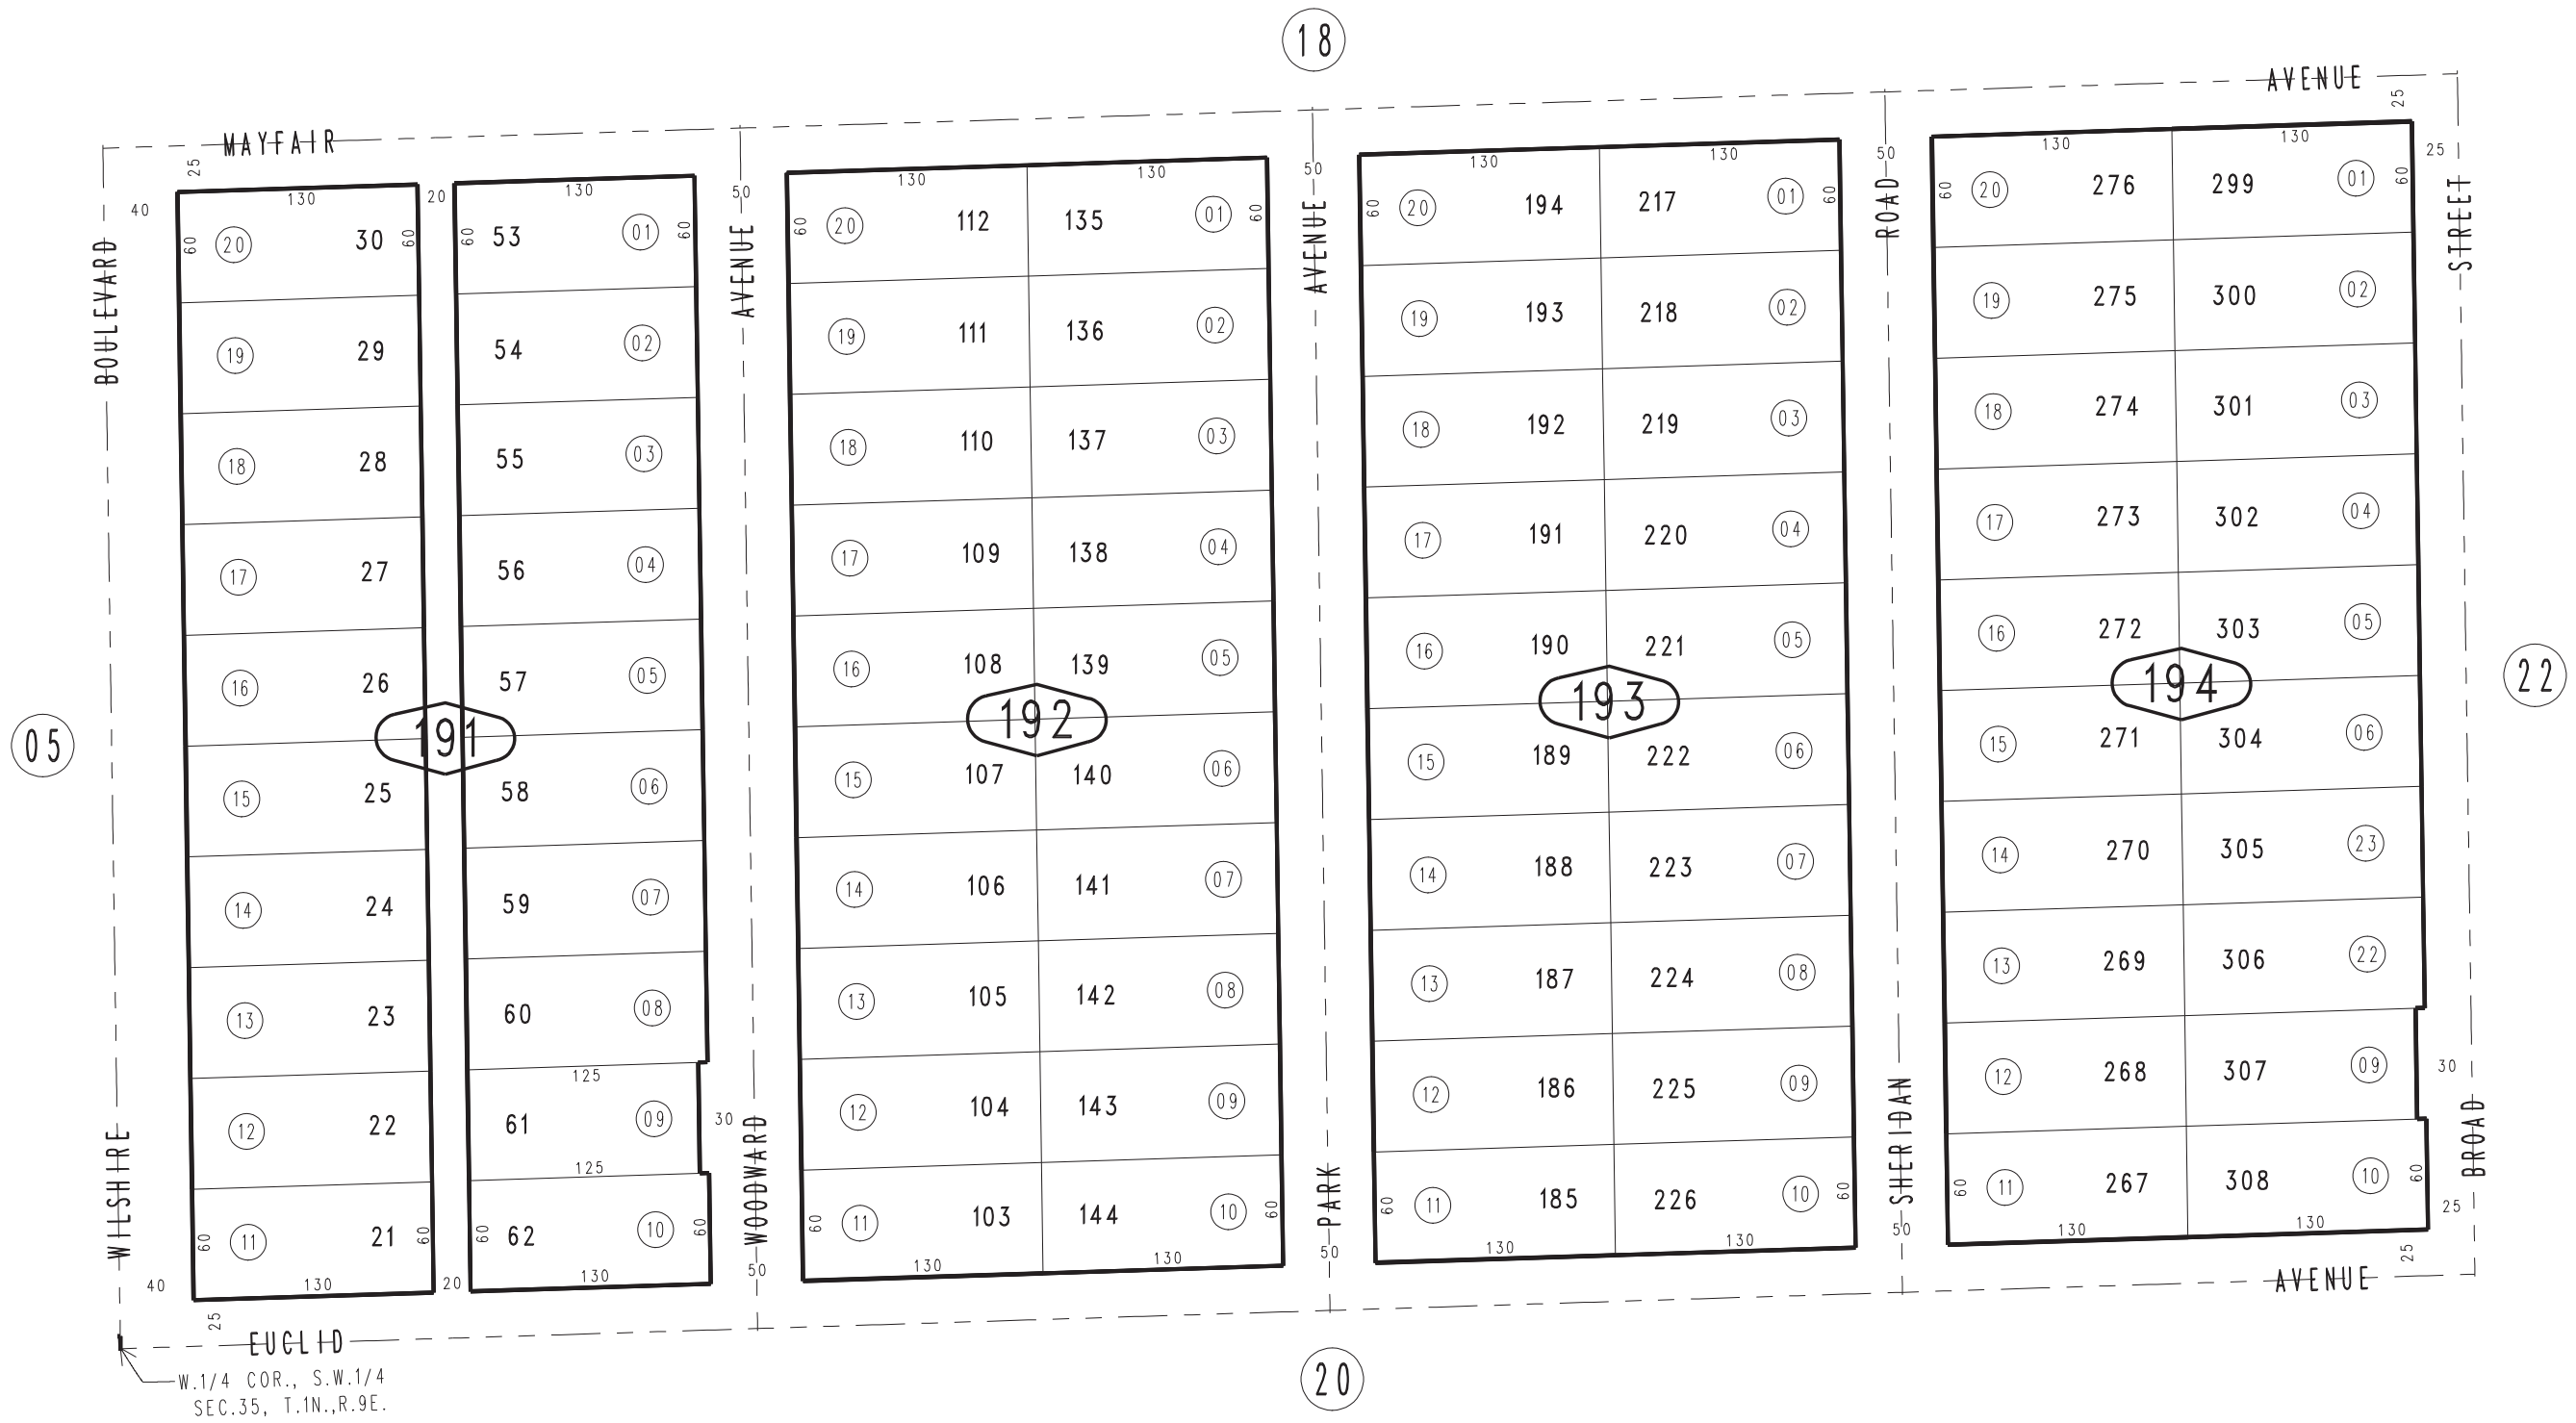 18
MAYFAIR AVENUE
25
25
40 130 20 130 50 130 130 50 130 130 50 130 130 25
60 20 30 60 60 53 01 60 60 20 112 135 01 60 60 20 194 217 01 60 60 20 276 299 01 60
BOULEVARD AVENUE AVENUE ROAD STREET
19 29 54 02 19 111 136 02 19 193 218 02 19 275 300 02
18 28 55 03 18 110 137 03 18 192 219 03 18 274 301 03
17 27 56 04 17 109 138 04 17 191 220 04 17 273 302 04
16 26 57 05 16 108 139 05 16 190 221 05 16 272 303 05
05 191 192 193 194 22
15 25 58 06 15 107 140 06 15 189 222 06 15 271 304 06
14 24 59 07 14 106 141 07 14 188 223 07 14 270 305 23
13 23 60 08 13 105 142 08 13 187 224 08 13 269 306 22
125
12 22 61 09 30 12 104 143 09 12 186 225 09 12 268 307 09 30
125
WILSHIRE WOODWARD PARK SHERIDAN BROAD
60 11 21 60 60 62 10 60 60 11 103 144 10 60 60 11 185 226 10 60 60 11 267 308 10 60
40 130 20 130 50 130 130 50 130 130 50 130 130 25
25
25
EUCLID AVENUE
W.1/4 COR., S.W.1/4
SEC.35, T.1N.,R.9E.
20